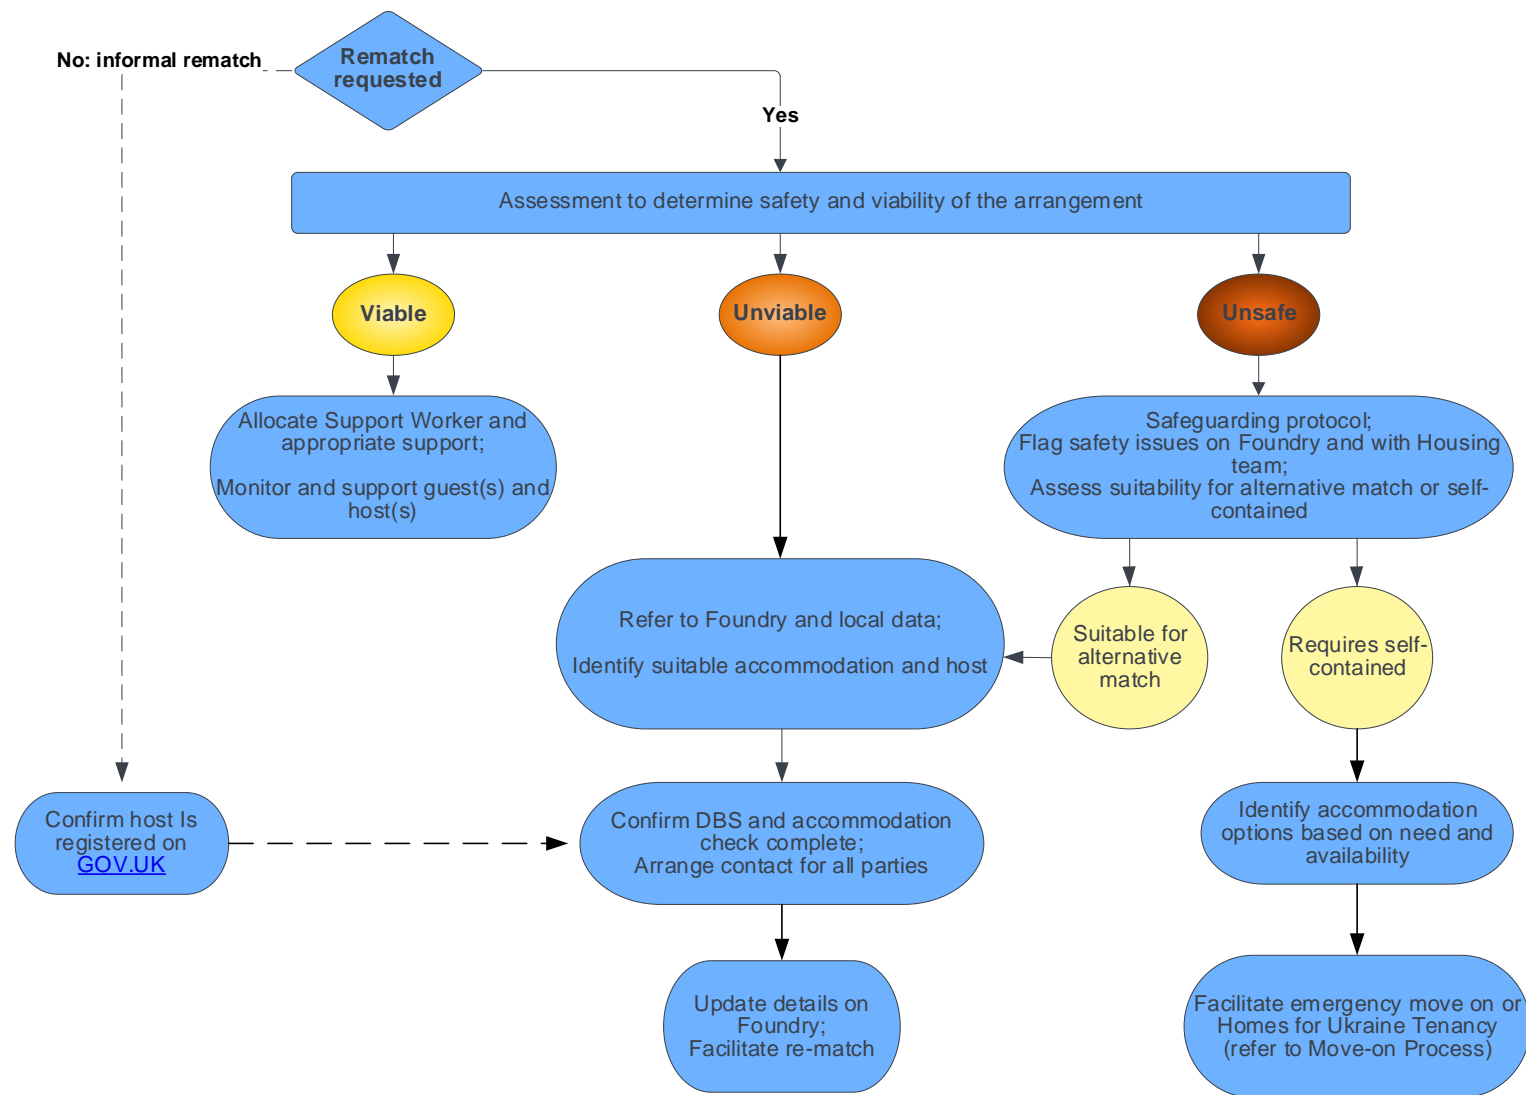 Rematch
requested
No: informal rematch
Yes
Assessment to determine safety and viability of the arrangement
Viable
Unviable
Unsafe
Allocate Support Worker and
appropriate support;
Monitor and support guest(s) and
host(s)
Safeguarding protocol;
Flag safety issues on Foundry and with Housing
team;
Assess suitability for alternative match or self-
contained
Refer to Foundry and local data;
Identify suitable accommodation and host
Suitable for
alternative
match
Requires self-
contained
Confirm host Is
registered on
GOV.UK
Confirm DBS and accommodation
check complete;
Arrange contact for all parties
Identify accommodation
options based on need and
availability
Update details on
Foundry;
Facilitate re-match
Facilitate emergency move on or
Homes for Ukraine Tenancy
(refer to Move-on Process)